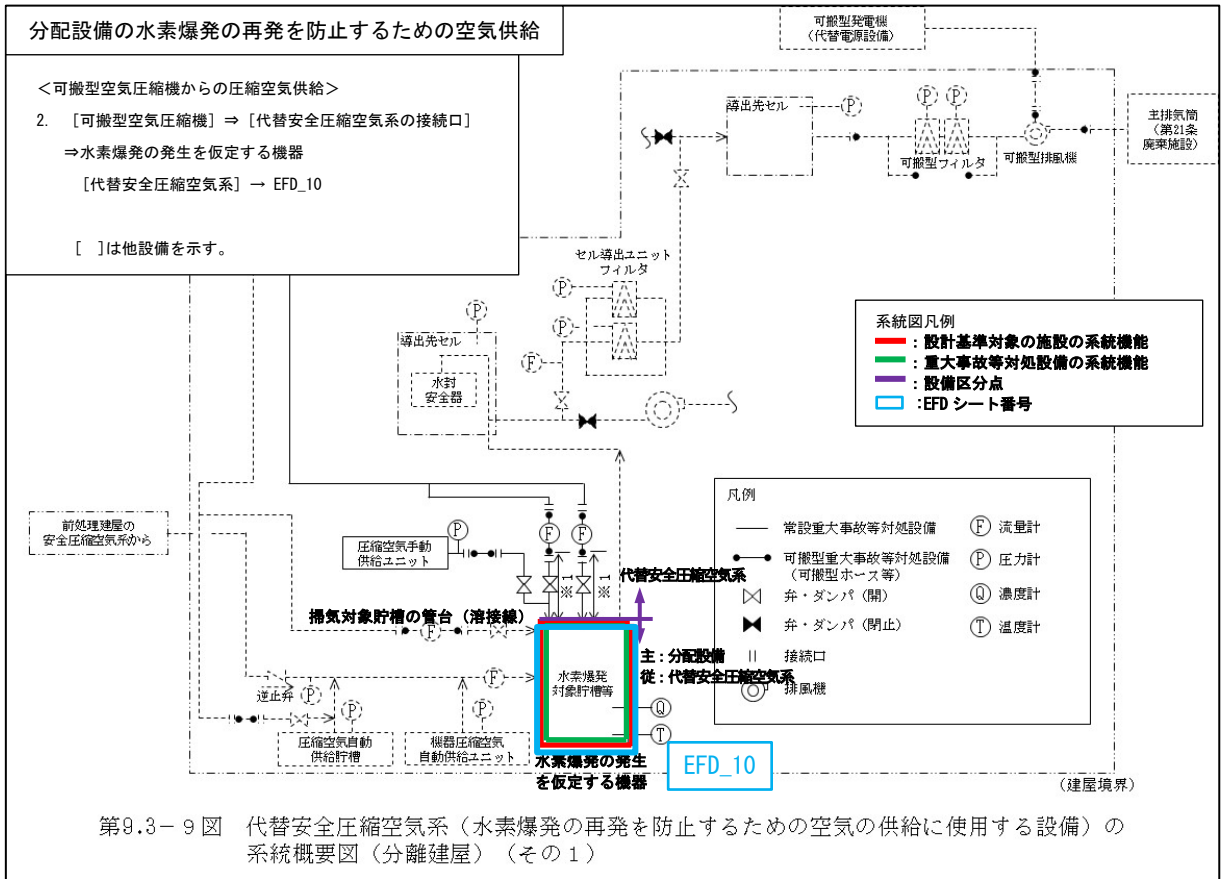 分配設備の水素爆発の再発を防止するための空気供給
＜可搬型空気圧縮機からの圧縮空気供給＞
2. ［可搬型空気圧縮機］⇒［代替安全圧縮空気系の接続口］
⇒水素爆発の発生を仮定する機器
［代替安全圧縮空気系］→ EFD_10
［ ］は他設備を示す。
可搬型発電機
（代替電源設備）
導出先セル
P
P
P
可搬型フィルタ
可搬型排風機
主排気筒
（第21条
廃棄施設）
セル導出ユニット
フィルタ
P
P
F
P
導出先セル
水封
安全器
系統図凡例
：設計基準対象の施設の系統機能
：重大事故等対処設備の系統機能
：設備区分点
：EFDシート番号
凡例
常設重大事故等対処設備
可搬型重大事故等対処設備
（可搬型ホース等）
弁・ダンパ（開）
弁・ダンパ（閉止）
接続口
排風機
F 流量計
P 圧力計
Q 濃度計
T 温度計
前処理建屋の
安全圧縮空気系から
圧縮空気手動
供給ユニット
P
F
F
※1
※1
代替安全圧縮空気系
掃気対象貯槽の管台（溶接線）
F
主：分配設備
従：代替安全圧縮空気系
水素爆発
対象貯槽等
逆止弁
P
F
P
P
圧縮空気自動
供給貯槽
機器圧縮空気
自動供給ユニット
Q
T
水素爆発の発生
を仮定する機器
EFD_10
（建屋境界）
第9.3－9図 代替安全圧縮空気系（水素爆発の再発を防止するための空気の供給に使用する設備）の
系統概要図（分離建屋）（その１）